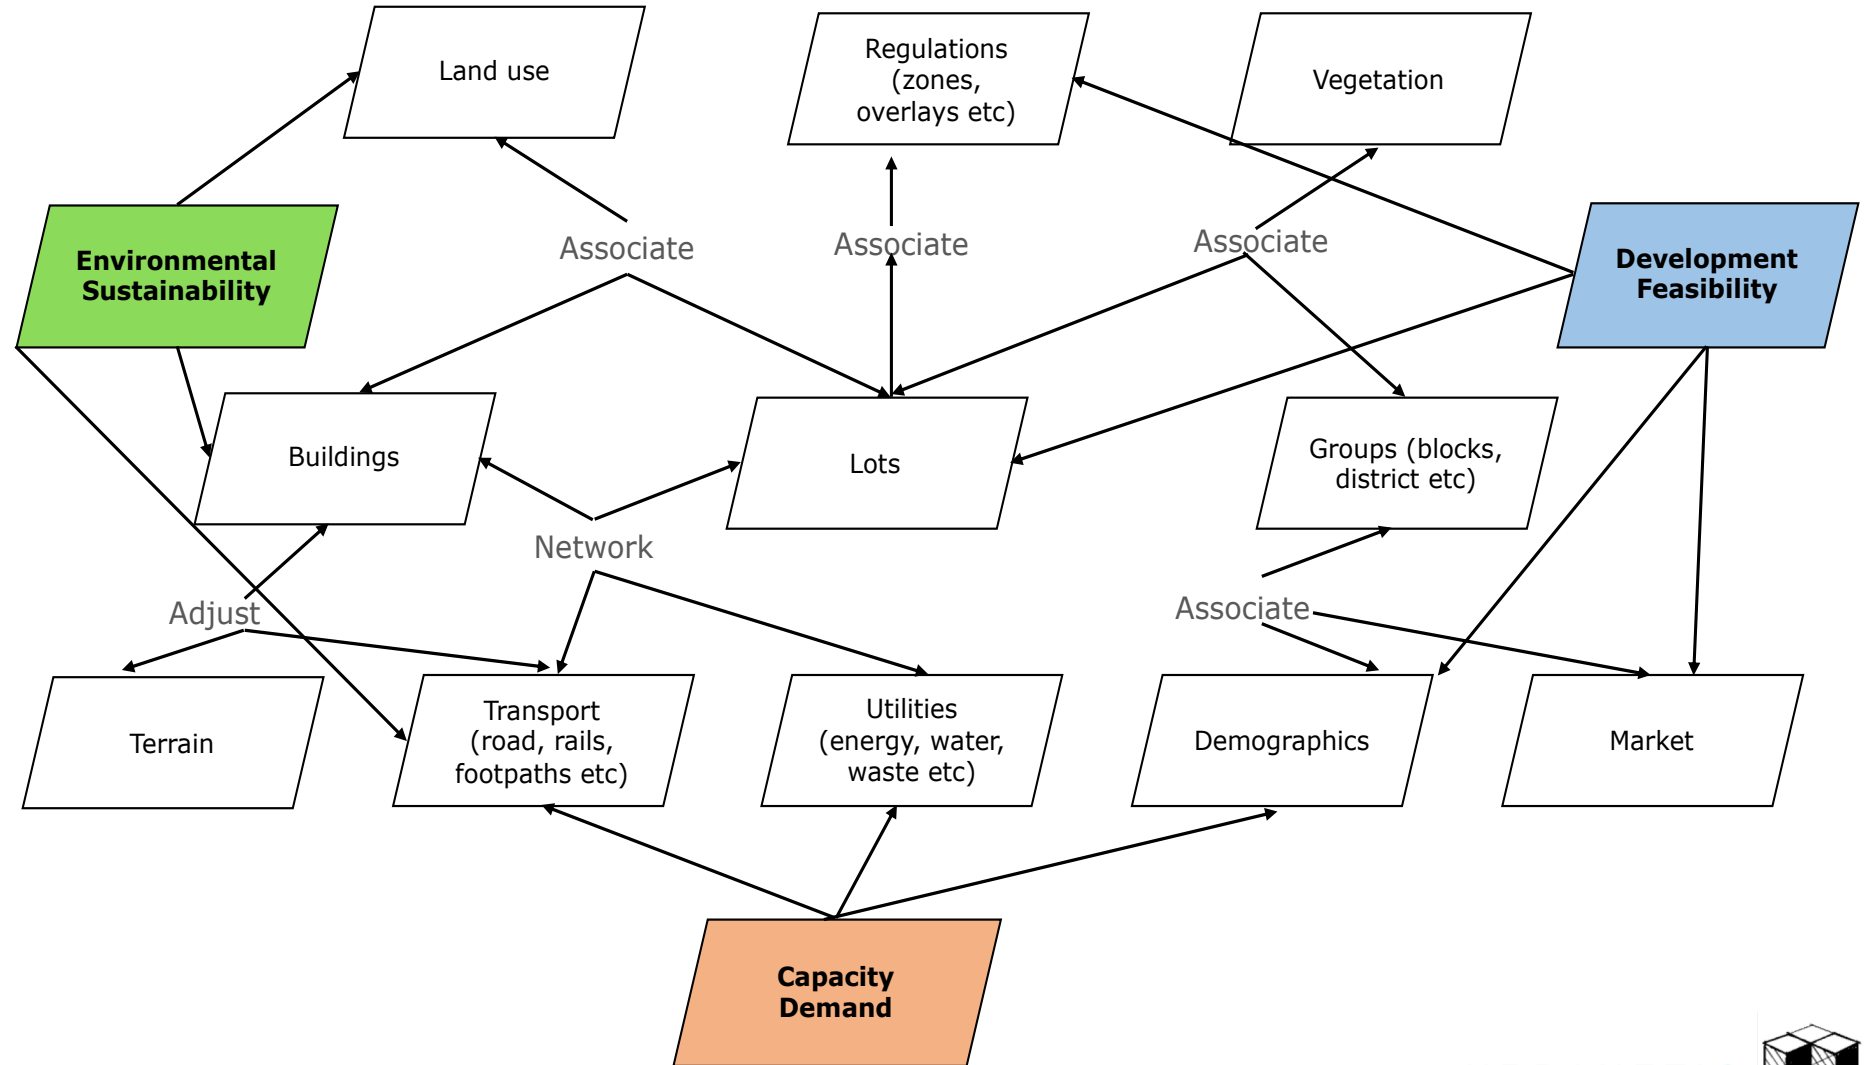 Land use
Regulations
(zones,
overlays etc)
Vegetation
Environmental
Sustainability
Associate
Associate
Associate
Development
Feasibility
Buildings
Lots
Groups (blocks,
district etc)
Network
Adjust
Associate
Terrain
Transport
(road, rails,
footpaths etc)
Utilities
(energy, water,
waste etc)
Demographics
Market
Capacity
Demand